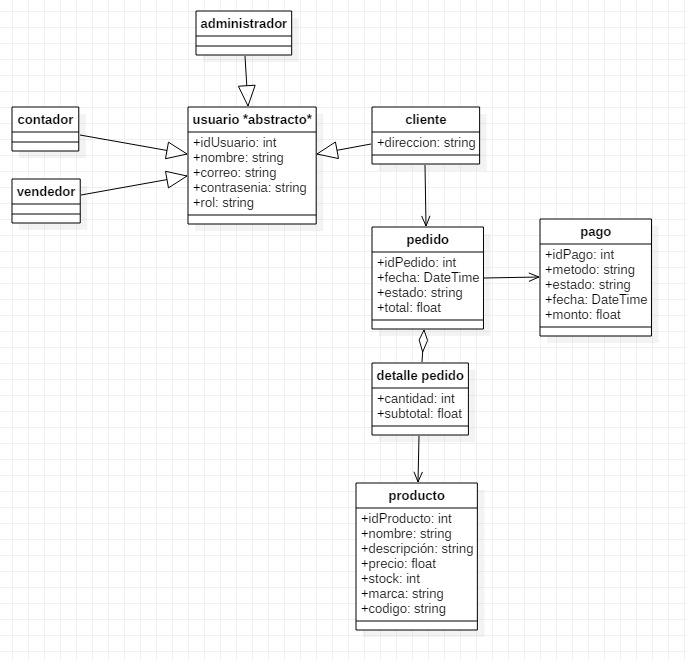 administrador
contador
vendedor
usuario *abstracto*
+idUsuario: int
+nombre: string
+correo: string
+contrasenia: string
+rol: string
cliente
+direccion: string
pedido
+idPedido: int
+fecha: DateTime
+estado: string
+total: float
pago
+idPago: int
+metodo: string
+estado: string
+fecha: DateTime
+monto: float
detalle pedido
+cantidad: int
+subtotal: float
producto
+idProducto: int
+nombre: string
+descripción: string
+precio: float
+stock: int
+marca: string
+codigo: string